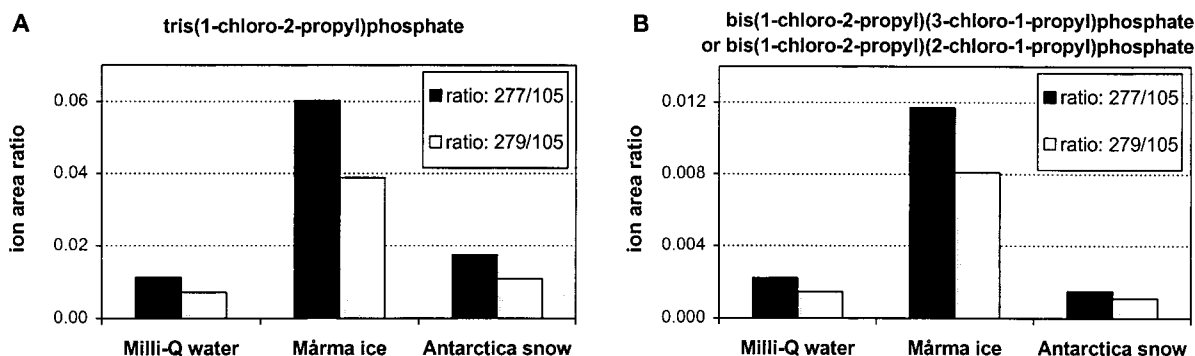 A
tris(1-chloro-2-propyl)phosphate
ion area ratio
0.06
0.04
0.02
0.00
ratio: 277/105
ratio: 279/105
Milli-Q water
Mårma ice
Antarctica snow
B
bis(1-chloro-2-propyl)(3-chloro-1-propyl)phosphate
or bis(1-chloro-2-propyl)(2-chloro-1-propyl)phosphate
ion area ratio
0.012
0.008
0.004
0.000
ratio: 277/105
ratio: 279/105
Milli-Q water
Mårma ice
Antarctica snow